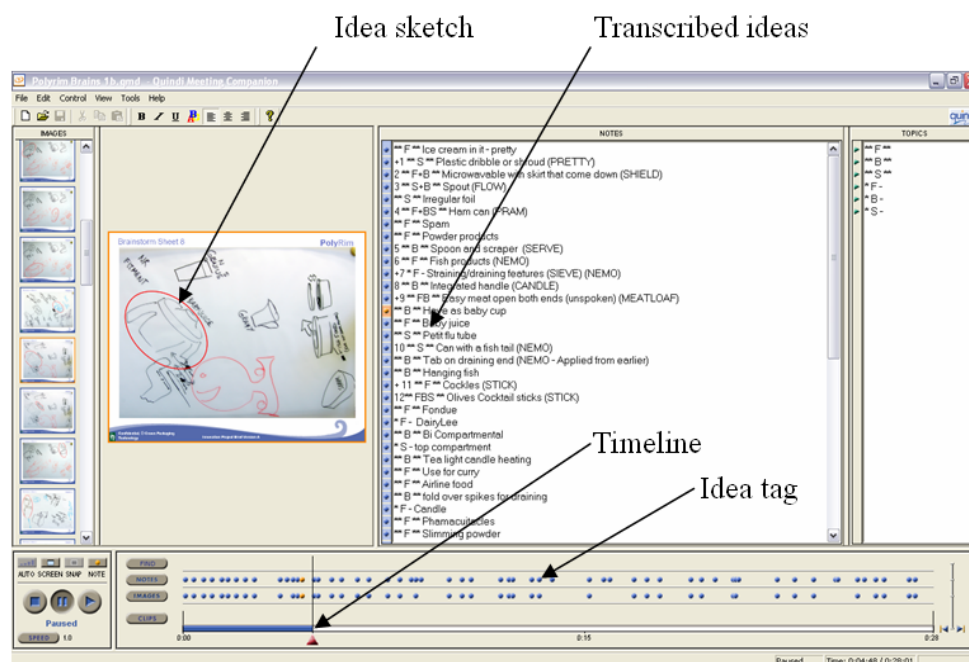 Idea sketch
Transcribed ideas
Polyrim Brains 1b.qmd - Quindi Meeting Companion
File Edit Control View Tools Help
B I U B
IMAGES
NOTES
TOPICS
Brainstorm Sheet 6
PolyRim
** F ** Ice cream in it - pretty
+1 ** S ** Plastic dribble or shroud (PRETTY)
2 ** F+B ** Microwavable with skirt that come down (SHIELD)
3 ** S+B ** Spout (FLOW)
** S ** Irregular foil
4 ** F+BS ** Ham can (PRAM)
** F ** Spam
** F ** Powder products
5 ** B ** Spoon and scraper (SERVE)
6 ** F ** Fish products (NEMO)
+7 * F - Straining/draining features (SIEVE) (NEMO)
8 ** B ** Integrated handle (CANDLE)
+9 ** FB ** Easy meat open both ends (unspoken) (MEATLOAF)
** B ** Have as baby cup
** F ** Baby juice
** S ** Petit flu tube
10 ** S ** Can with a fish tail (NEMO)
** B ** Tab on draining end (NEMO - Applied from earlier)
** B ** Hanging fish
+ 11 ** F ** Cockles (STICK)
12** FBS ** Olives Cocktail sticks (STICK)
** F ** Fondue
* F - DairyLee
** B ** Bi Compartmental
* S - top compartment
** B ** Tea light candle heating
** F ** Use for curry
** F ** Airline food
** B ** fold over spikes for draining
* F - Candle
** F ** Phamacuitacles
** F ** Slimming powder
** F **
** B **
** S **
* F -
* B -
* S -
Timeline
Idea tag
AUTO SCREEN SNAP NOTE
Paused
SPEED 1.0
FIND
NOTES
IMAGES
CLIPS
0:00
0:15
0:28
Paused Time: 0:04:48 / 0:28:01